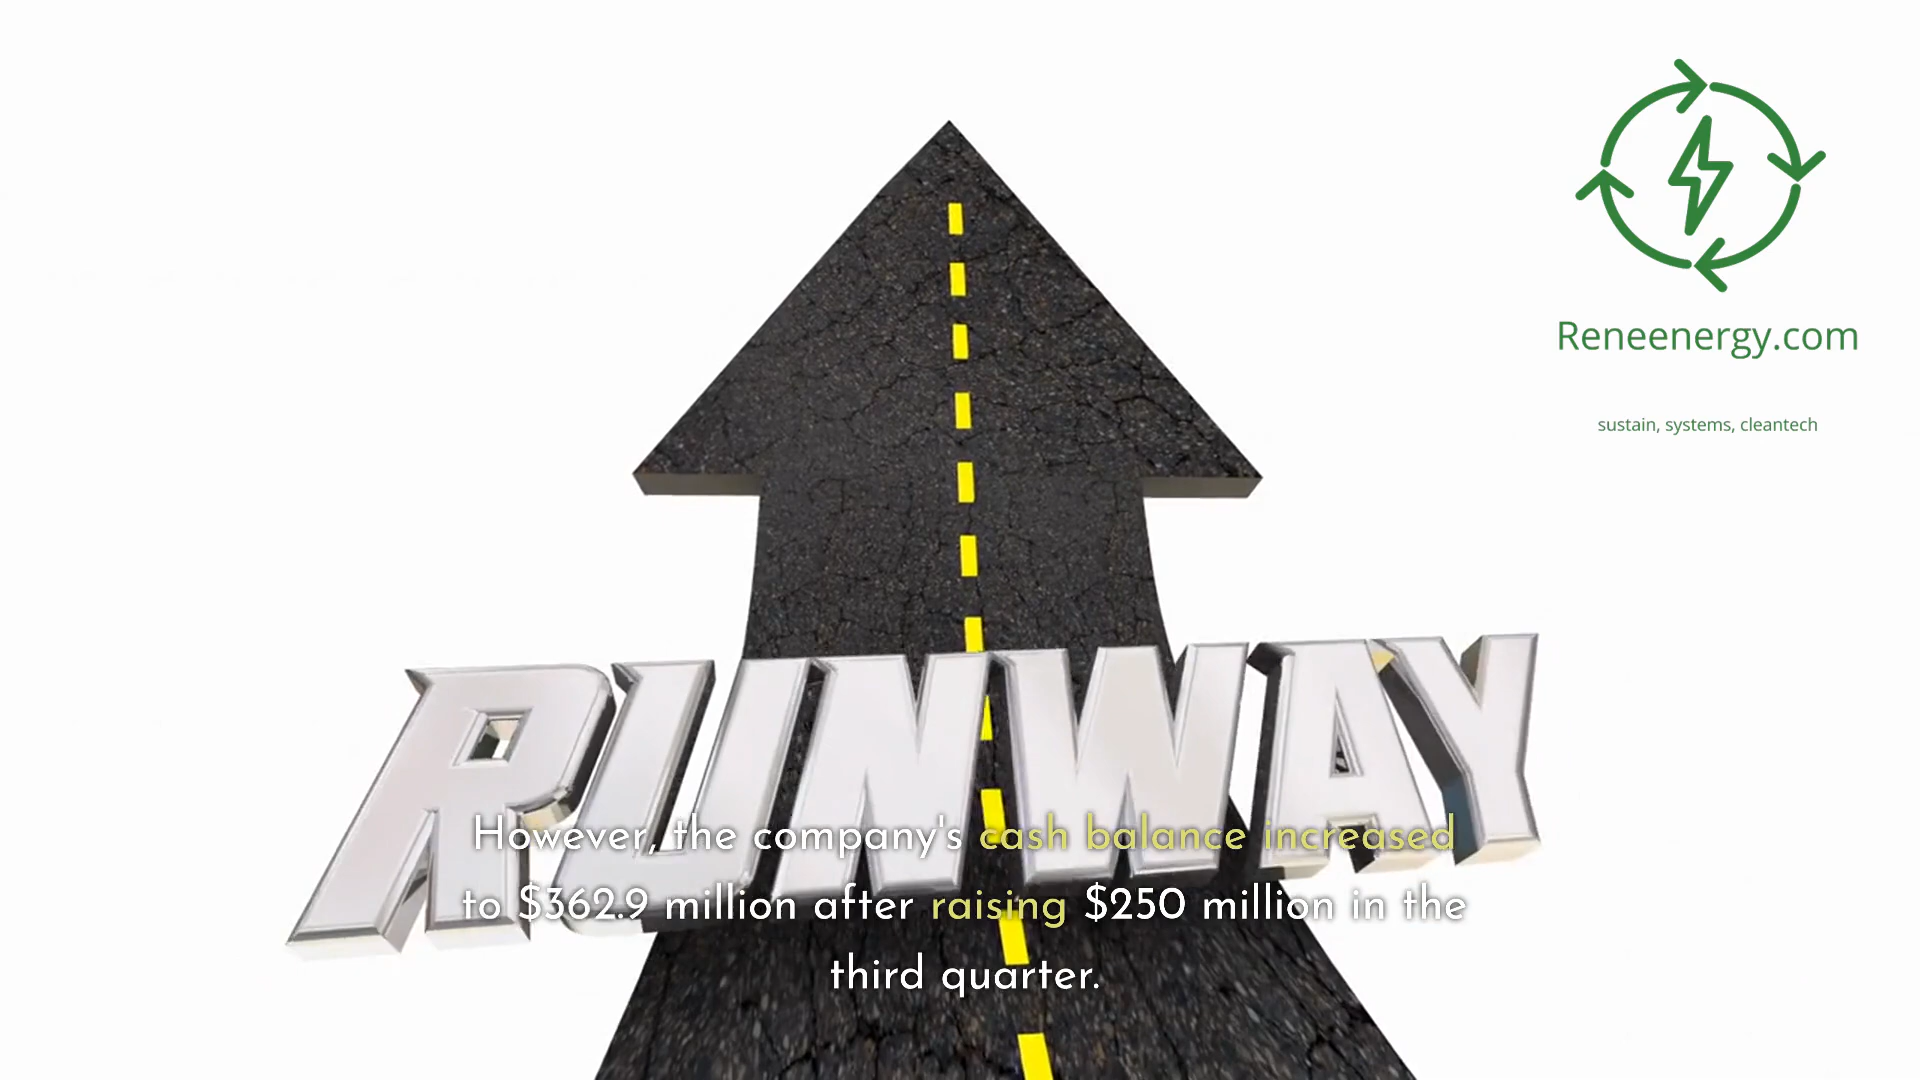 Reneenergy.com
sustain, systems, cleantech
RUNWAY
However, the company's cash balance increased
to $362.9 million after raising $250 million in the
third quarter.